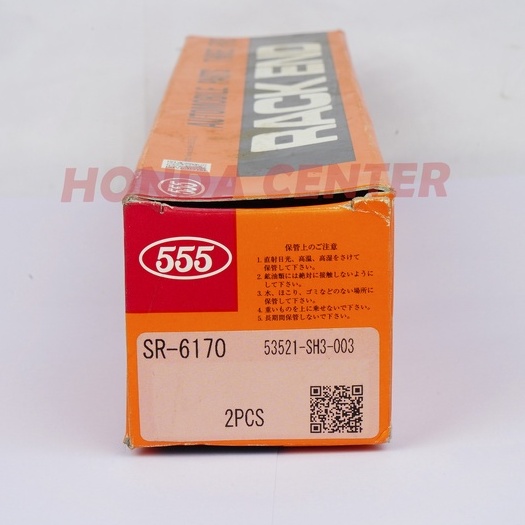 RACK END
AUTOMOBILE PART
555
HONDA CENTER
555
保管上のご注意
1. 直射日光、高温、高湿をさけて
保管して下さい。
2. 鉱油類には絶対に接触しないように
して下さい。
3. 水、ほこり、ゴミなどのない場所に
保管して下さい。
4. 重いものを上に乗せないで下さい。
5. 長期間保管しないで下さい。
SR-6170
53521-SH3-003
2PCS